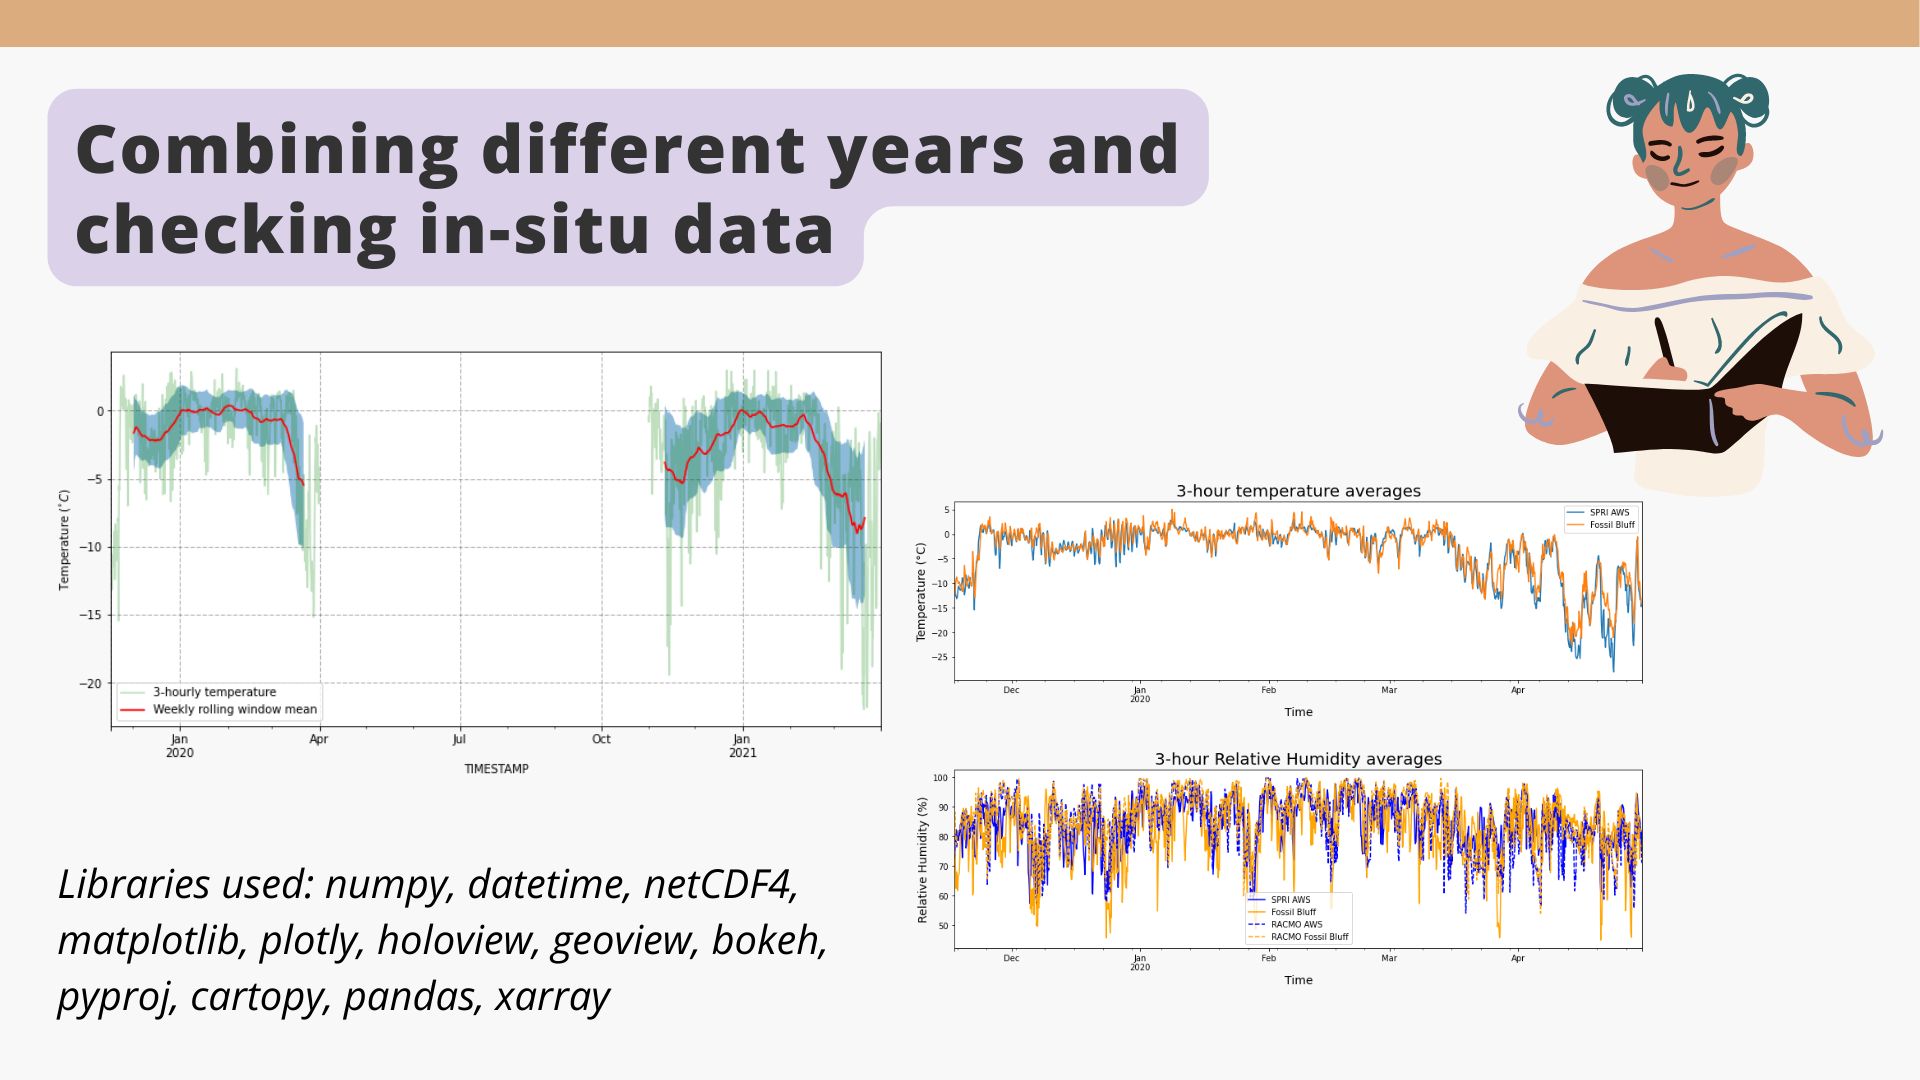 Combining different years and
checking in-situ data
0
−5
−10
−15
−20
Temperature (°C)
3-hourly temperature
Weekly rolling window mean
Jan
2020
Apr
Jul
Oct
Jan
2021
TIMESTAMP
3-hour temperature averages
5
0
−5
−10
−15
−20
−25
Temperature (°C)
SPRI AWS
Fossil Bluff
Dec
Jan
2020
Feb
Mar
Apr
Time
3-hour Relative Humidity averages
100
90
80
70
60
50
Relative Humidity (%)
SPRI AWS
Fossil Bluff
RACMO AWS
RACMO Fossil Bluff
Dec
Jan
2020
Feb
Mar
Apr
Time
Libraries used: numpy, datetime, netCDF4,
matplotlib, plotly, holoview, geoview, bokeh,
pyproj, cartopy, pandas, xarray